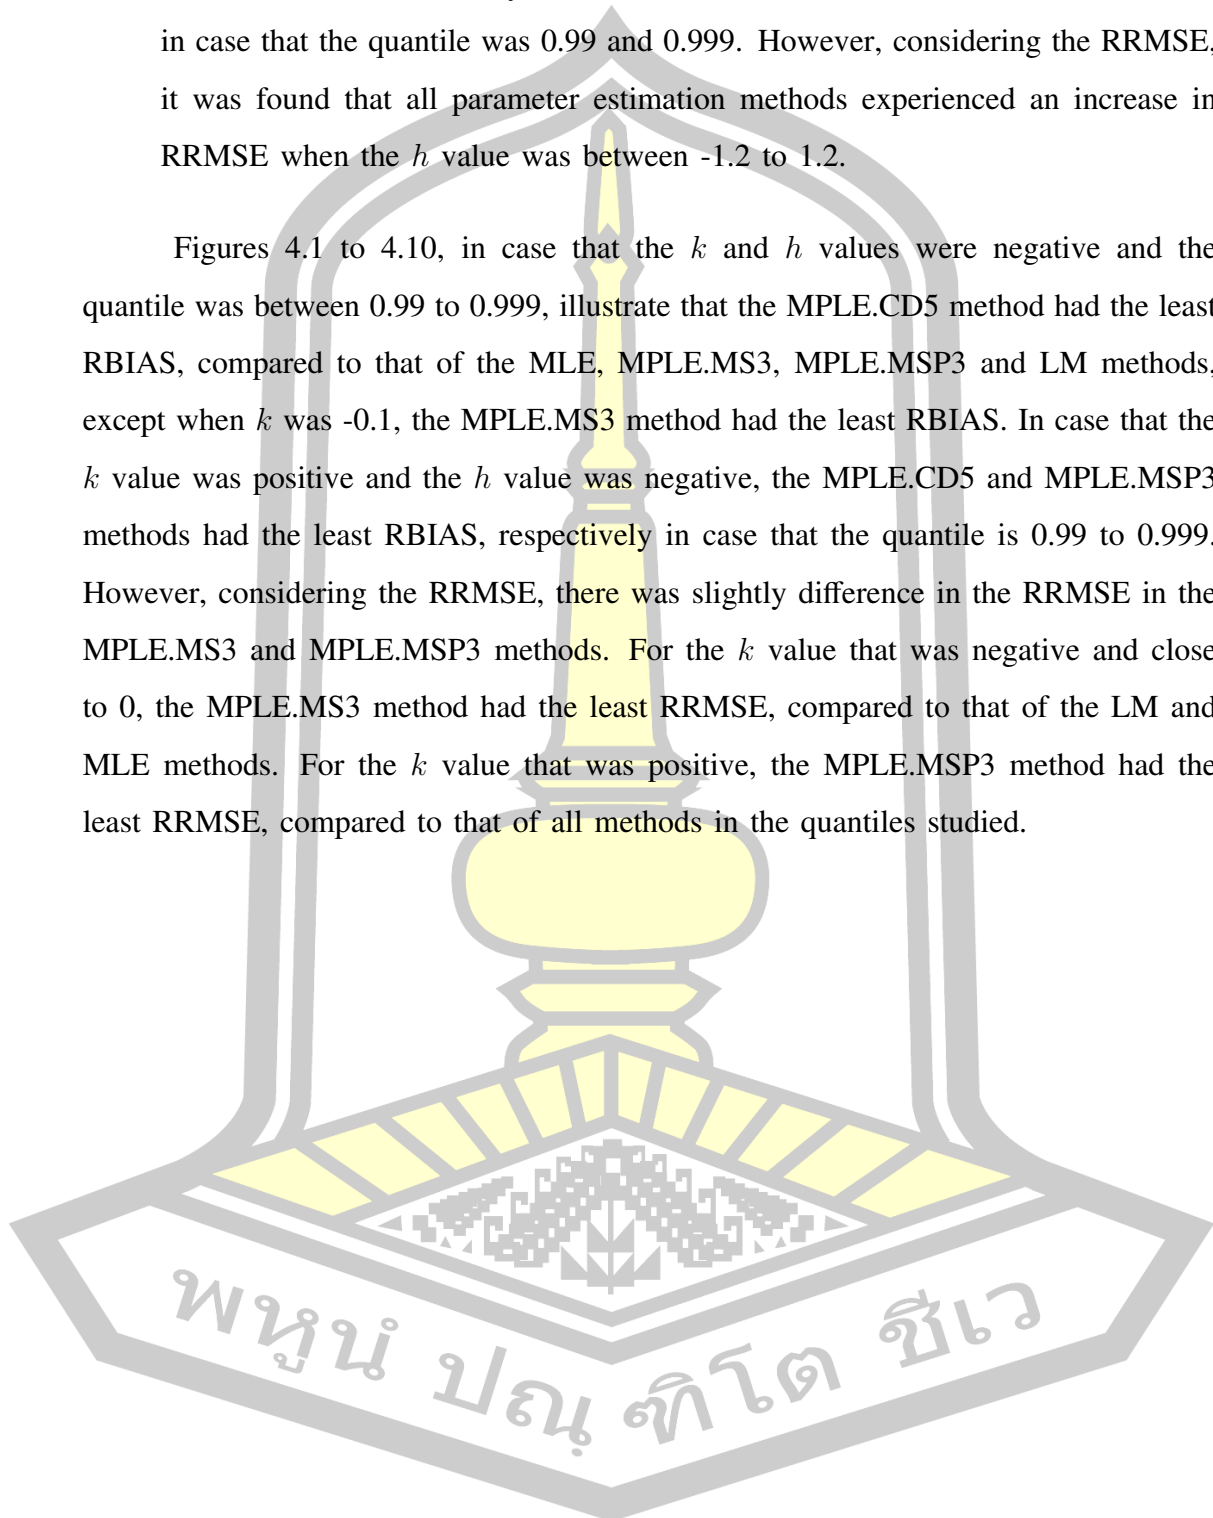 in case that the quantile was 0.99 and 0.999. However, considering the RRMSE,
it was found that all parameter estimation methods experienced an increase in
RRMSE when the h value was between -1.2 to 1.2.
Figures 4.1 to 4.10, in case that the k and h values were negative and the
quantile was between 0.99 to 0.999, illustrate that the MPLE.CD5 method had the least
RBIAS, compared to that of the MLE, MPLE.MS3, MPLE.MSP3 and LM methods,
except when k was -0.1, the MPLE.MS3 method had the least RBIAS. In case that the
k value was positive and the h value was negative, the MPLE.CD5 and MPLE.MSP3
methods had the least RBIAS, respectively in case that the quantile is 0.99 to 0.999.
However, considering the RRMSE, there was slightly difference in the RRMSE in the
MPLE.MS3 and MPLE.MSP3 methods. For the k value that was negative and close
to 0, the MPLE.MS3 method had the least RRMSE, compared to that of the LM and
MLE methods. For the k value that was positive, the MPLE.MSP3 method had the
least RRMSE, compared to that of all methods in the quantiles studied.
พหูนํ ปณฺ ฑิโต ชีเว